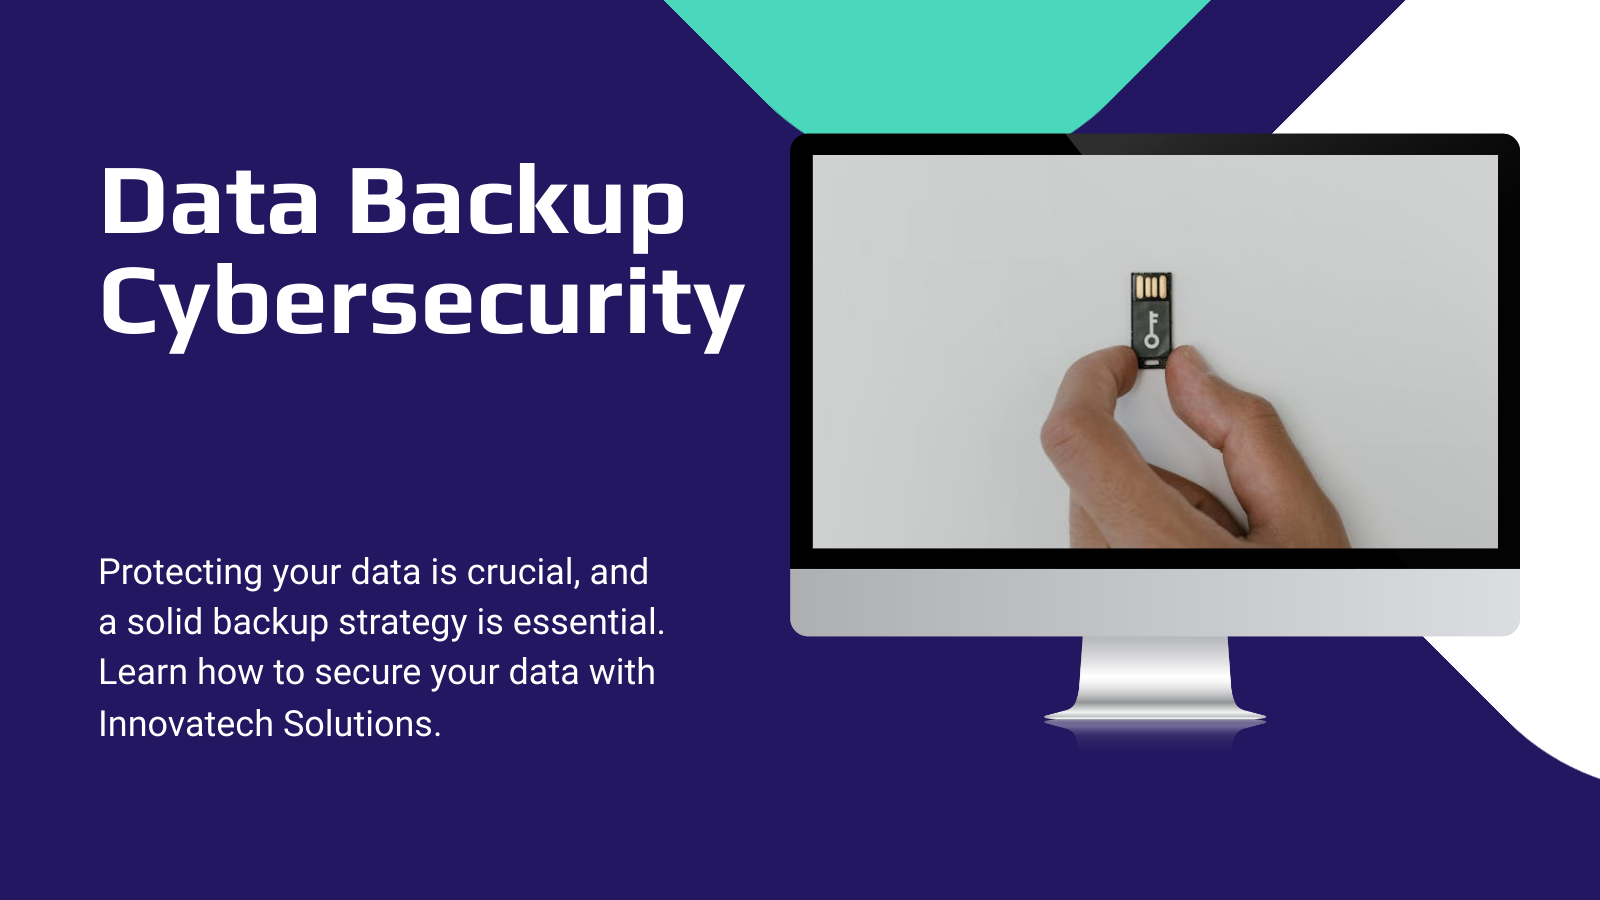 Data Backup
Cybersecurity
Protecting your data is crucial, and
a solid backup strategy is essential.
Learn how to secure your data with
Innovatech Solutions.